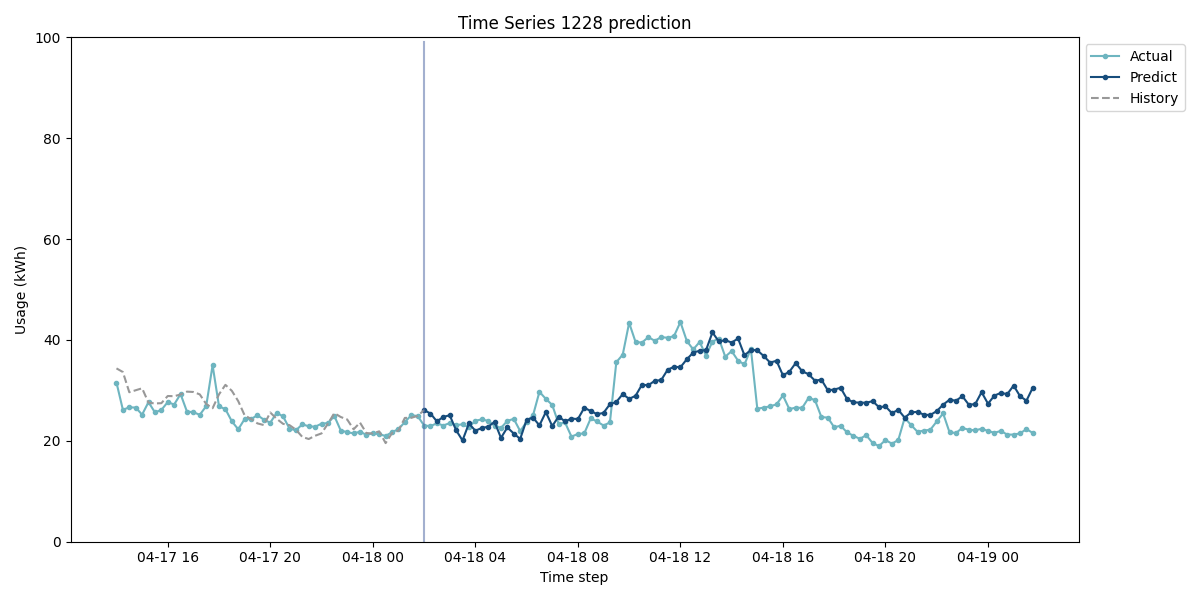 Time Series 1228 prediction
100
80
60
40
20
0
Usage (kWh)
04-17 16
04-17 20
04-18 00
04-18 04
04-18 08
04-18 12
04-18 16
04-18 20
04-19 00
Time step
Actual
Predict
History